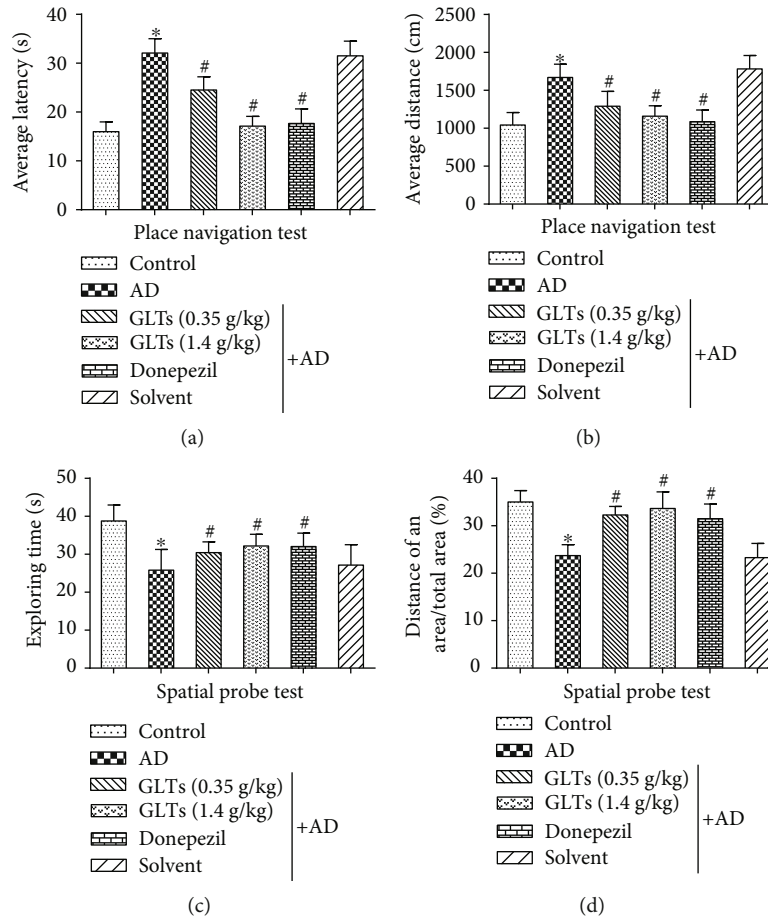 Average latency (s)
40
30
20
10
0
*
#
#
#
Place navigation test
Control
AD
GLTs (0.35 g/kg)
GLTs (1.4 g/kg)
Donepezil
Solvent
+AD
(a)
Average distance (cm)
2500
2000
1500
1000
500
0
*
#
#
#
Place navigation test
Control
AD
GLTs (0.35 g/kg)
GLTs (1.4 g/kg)
Donepezil
Solvent
+AD
(b)
Exploring time (s)
50
40
30
20
10
0
*
#
#
#
Spatial probe test
Control
AD
GLTs (0.35 g/kg)
GLTs (1.4 g/kg)
Donepezil
Solvent
+AD
(c)
Distance of an
area/total area (%)
40
30
20
10
0
*
#
#
#
Spatial probe test
Control
AD
GLTs (0.35 g/kg)
GLTs (1.4 g/kg)
Donepezil
Solvent
+AD
(d)